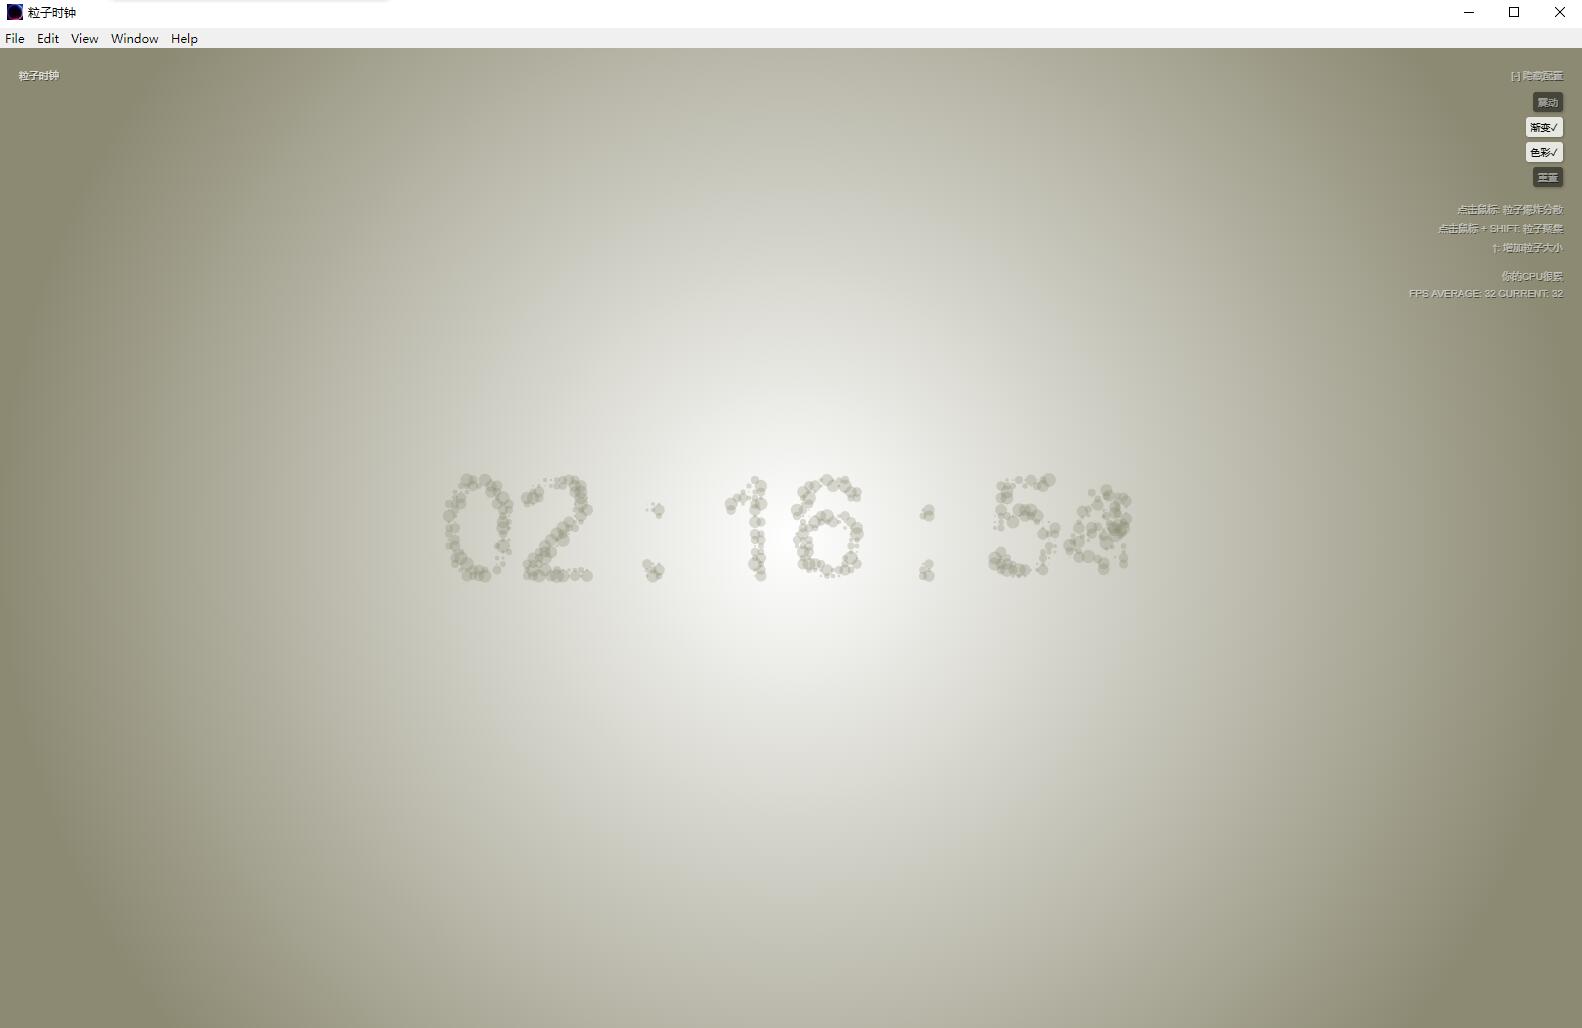 粒子时钟
File Edit View Window Help
粒子时钟
[-] 隐藏配置
震动
渐变✓
色彩✓
重置
点击鼠标: 粒子爆炸分散
点击鼠标 + SHIFT: 粒子聚集
↑: 增加粒子大小
你的CPU很累
FPS AVERAGE: 32 CURRENT: 32
02 : 16 : 5